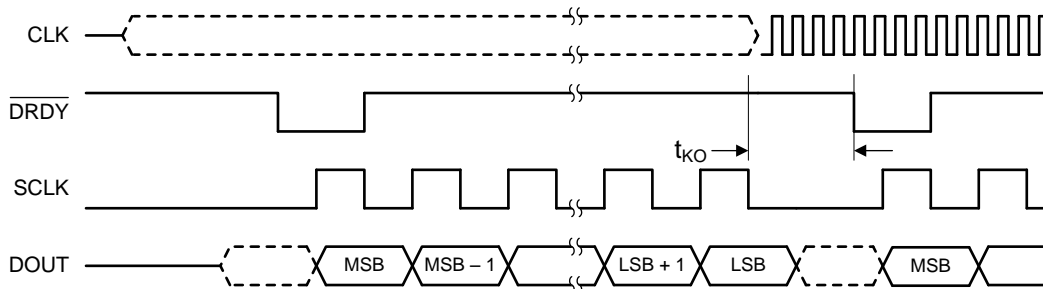 CLK
DRDY
tKO
SCLK
DOUT MSB MSB – 1 LSB + 1 LSB MSB